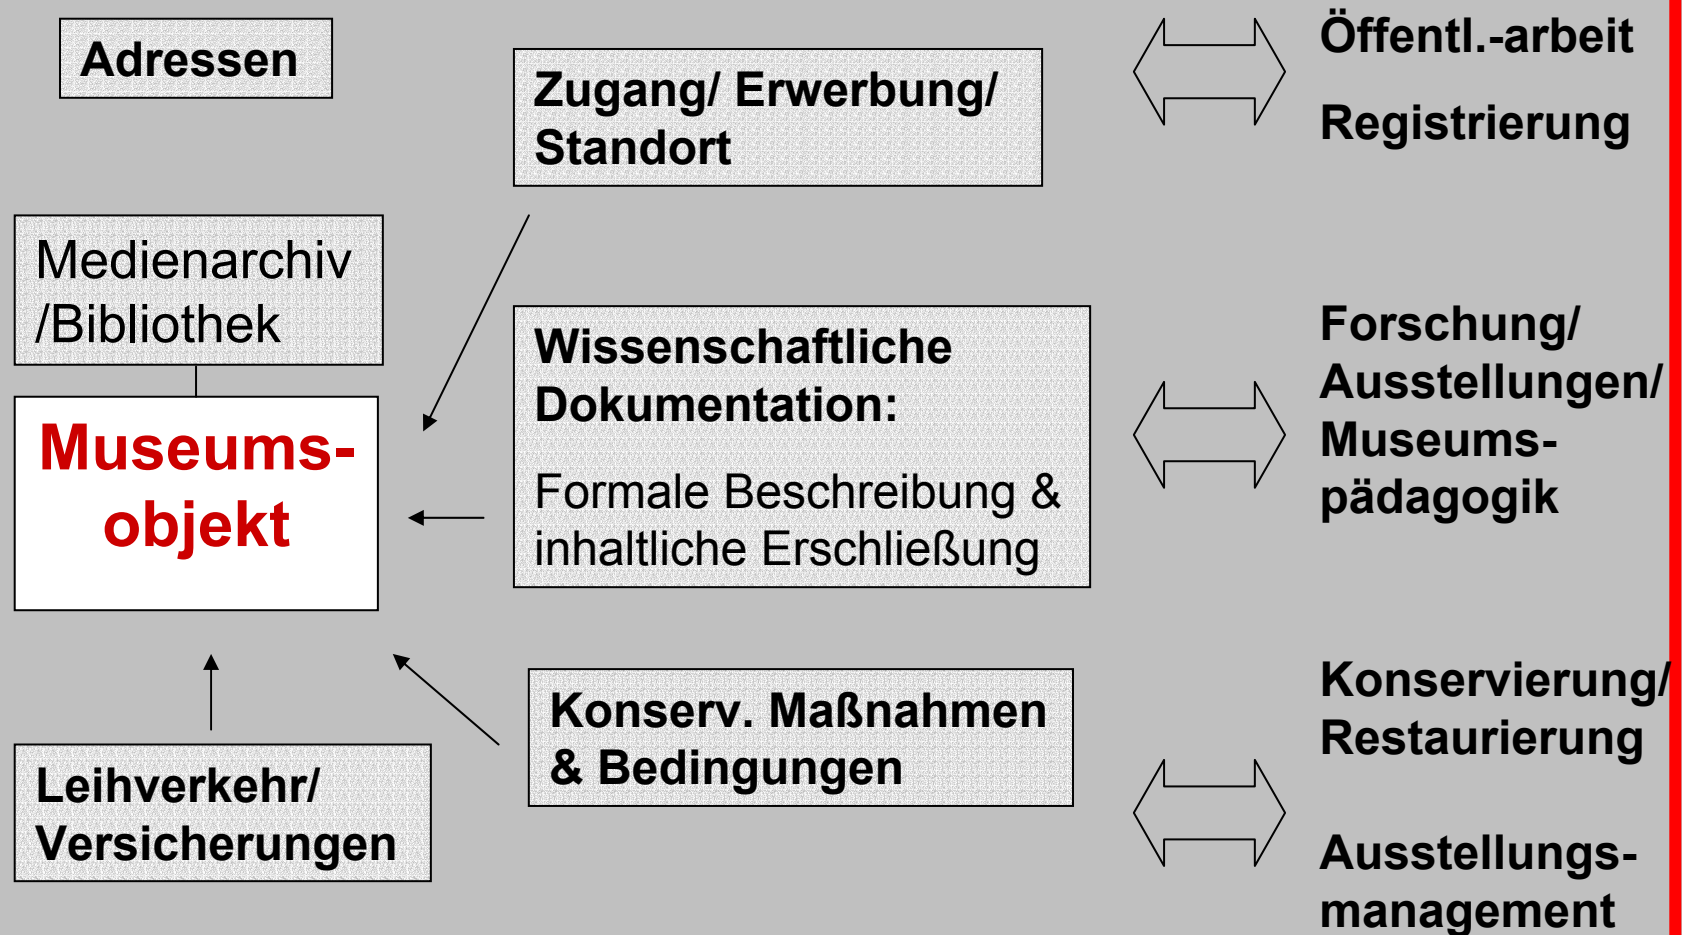 Adressen
Zugang/ Erwerbung/
Standort
Öffentl.-arbeit
Registrierung
Medienarchiv
/Bibliothek
Museums-
objekt
Wissenschaftliche
Dokumentation:
Formale Beschreibung &
inhaltliche Erschließung
Forschung/
Ausstellungen/
Museums-
pädagogik
Leihverkehr/
Versicherungen
Konserv. Maßnahmen
& Bedingungen
Konservierung/
Restaurierung
Ausstellungs-
management